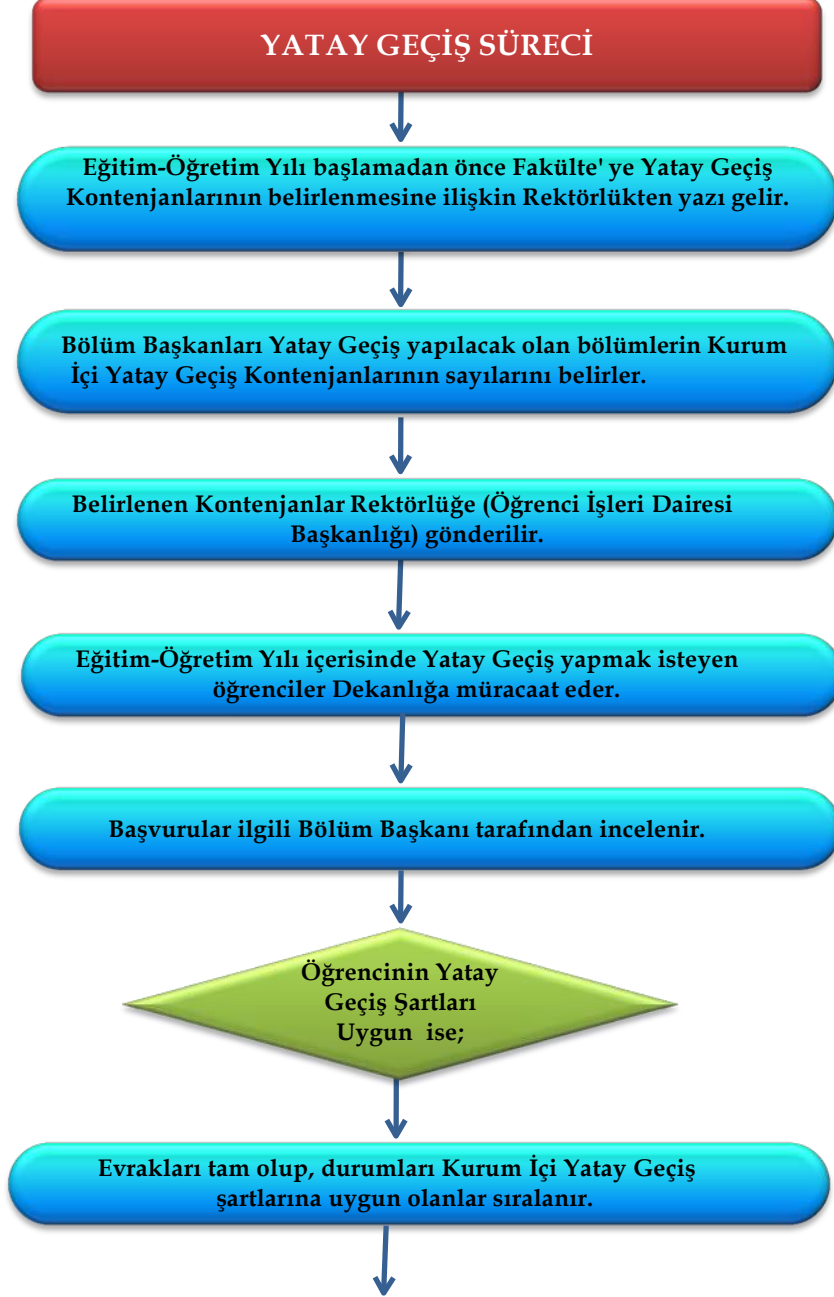 YATAY GEÇİŞ SÜRECİ
Eğitim-Öğretim Yılı başlamadan önce Fakülte' ye Yatay Geçiş
Kontenjanlarının belirlenmesine ilişkin Rektörlükten yazı gelir.
Bölüm Başkanları Yatay Geçiş yapılacak olan bölümlerin Kurum
İçi Yatay Geçiş Kontenjanlarının sayılarını belirler.
Belirlenen Kontenjanlar Rektörlüğe (Öğrenci İşleri Dairesi
Başkanlığı) gönderilir.
Eğitim-Öğretim Yılı içerisinde Yatay Geçiş yapmak isteyen
öğrenciler Dekanlığa müracaat eder.
Başvurular ilgili Bölüm Başkanı tarafından incelenir.
Öğrencinin Yatay
Geçiş Şartları
Uygun ise;
Evrakları tam olup, durumları Kurum İçi Yatay Geçiş
şartlarına uygun olanlar sıralanır.